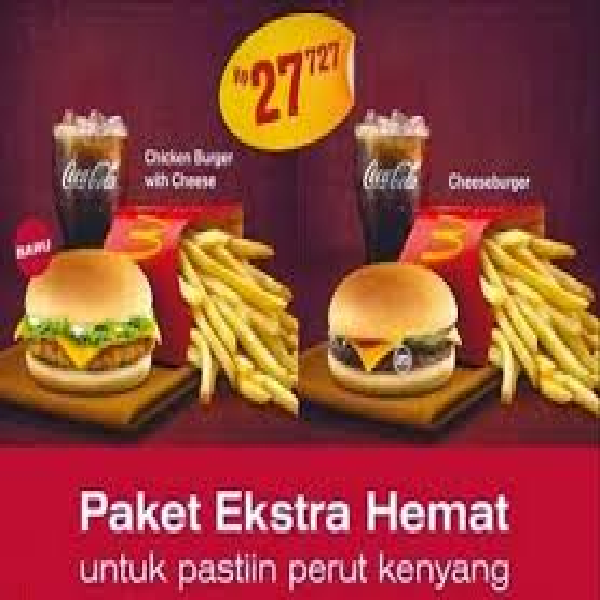 Rp 27 727
Chicken Burger
with Cheese
Coca-Cola
BARU
Cheeseburger
Coca-Cola
Paket Ekstra Hemat
untuk pastiin perut kenyang